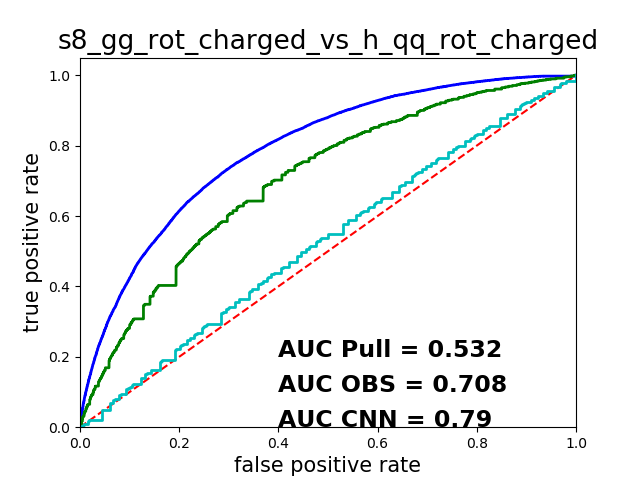 s8_gg_rot_charged_vs_h_qq_rot_charged
true positive rate
1.0
0.8
0.6
0.4
0.2
0.0
AUC Pull = 0.532
AUC OBS = 0.708
AUC CNN = 0.79
0.0 0.2 0.4 0.6 0.8 1.0
false positive rate